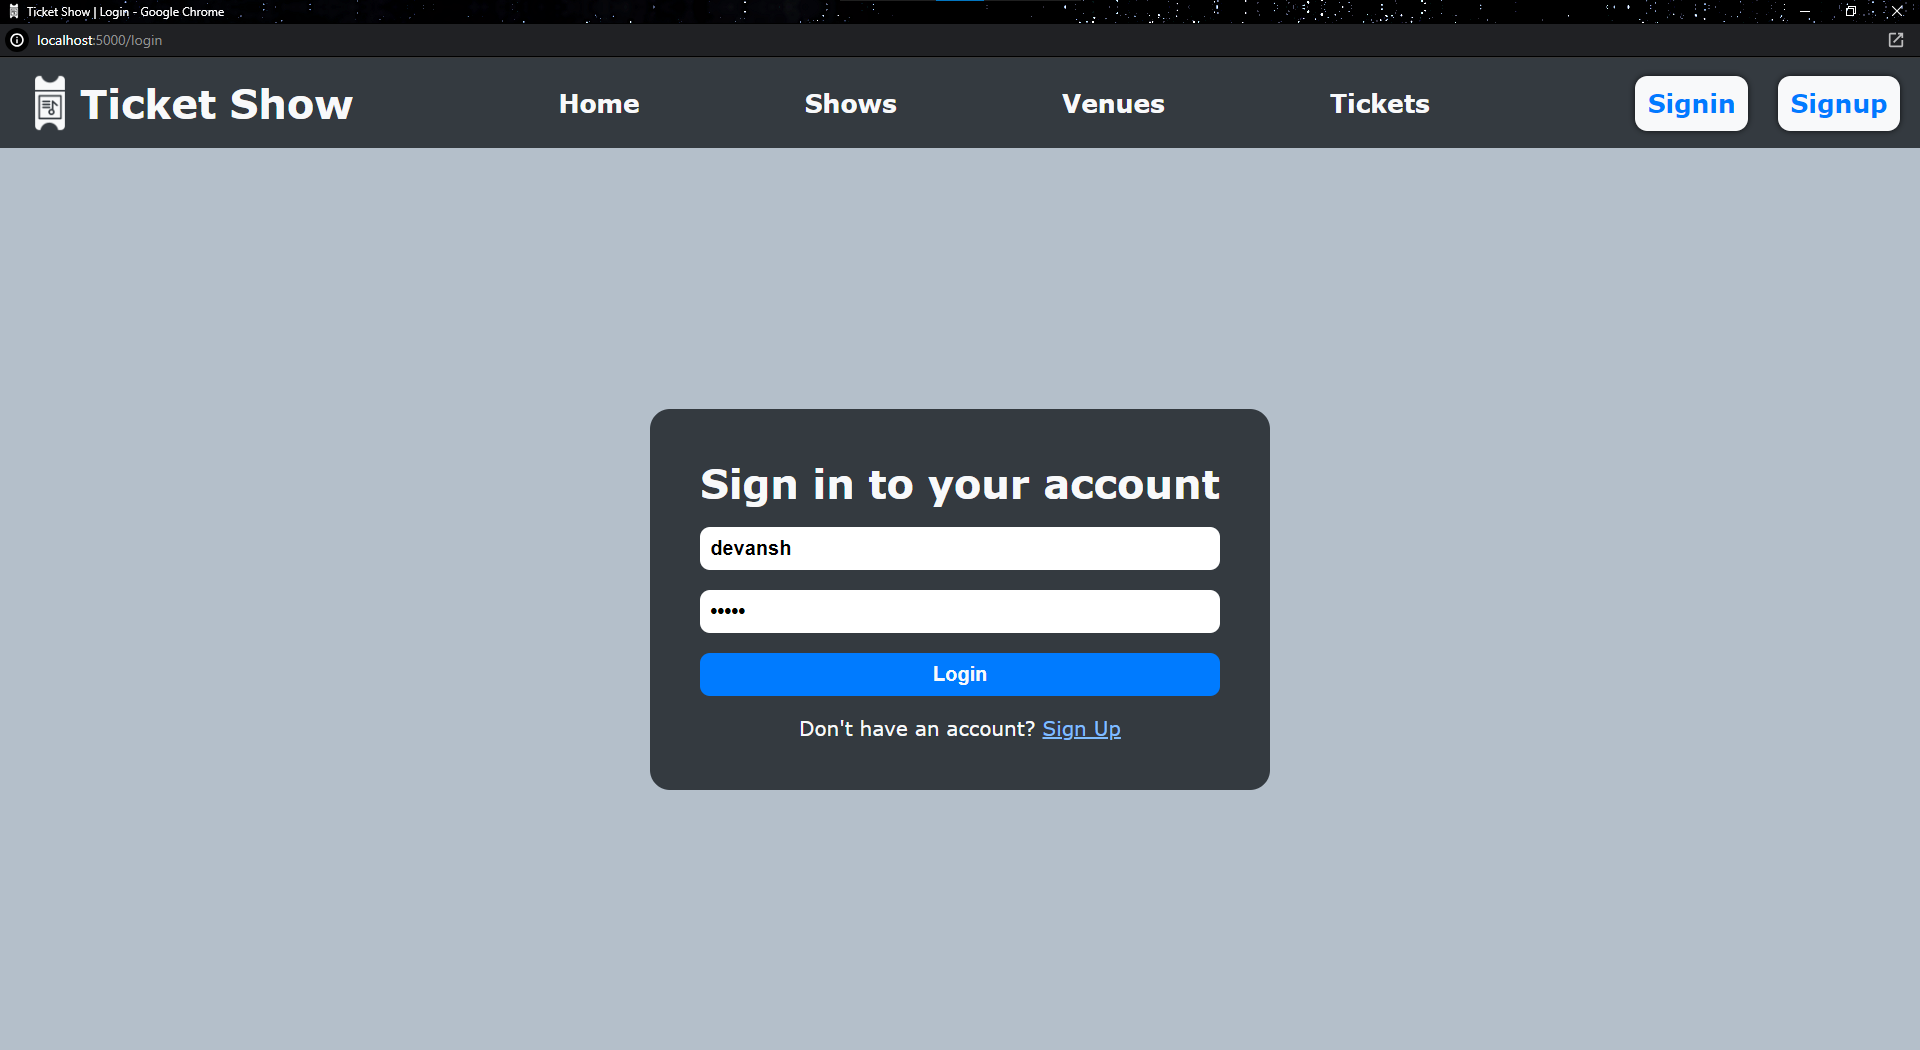 Ticket Show | Login - Google Chrome
localhost:5000/login
Ticket Show Home Shows Venues Tickets Signin Signup
Sign in to your account
devansh
•••••
Login
Don't have an account? Sign Up